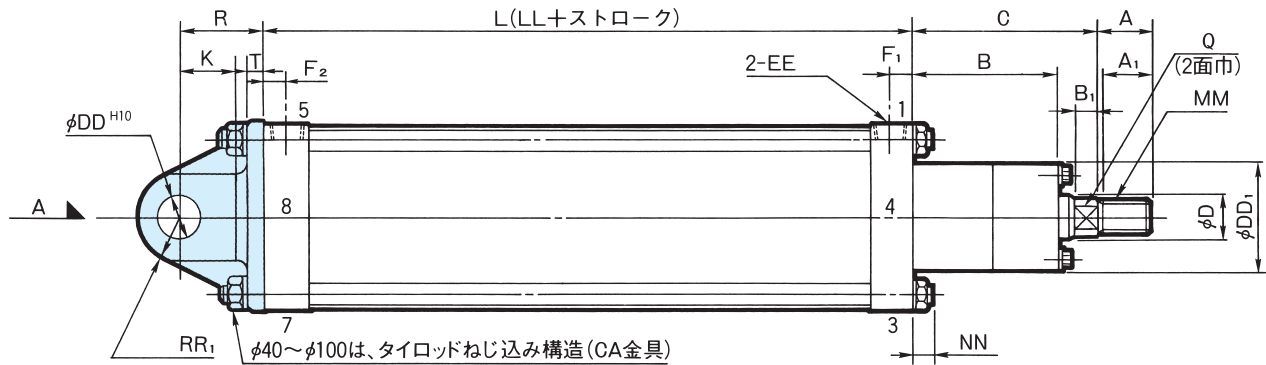 R
L(LL＋ストローク)
C
A
K
T
F₂
2-EE
F₁
B
Q
(2面巾)
A₁
B₁
MM
φDD H10
5
1
A
8
4
φD
φDD₁
7
3
RR₁
φ40～φ100は、タイロッドねじ込み構造(CA金具)
NN